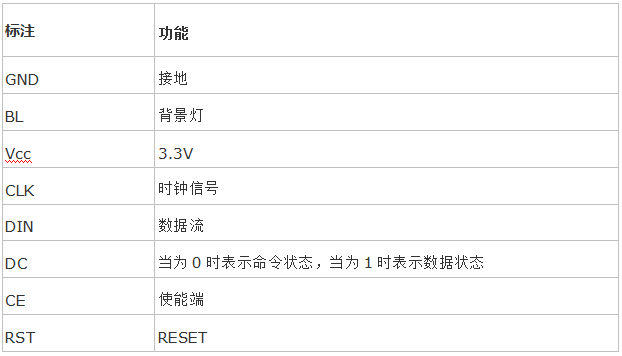 标注 功能
GND 接地
BL 背景灯
Vcc 3.3V
CLK 时钟信号
DIN 数据流
DC 当为 0 时表示命令状态，当为 1 时表示数据状态
CE 使能端
RST RESET